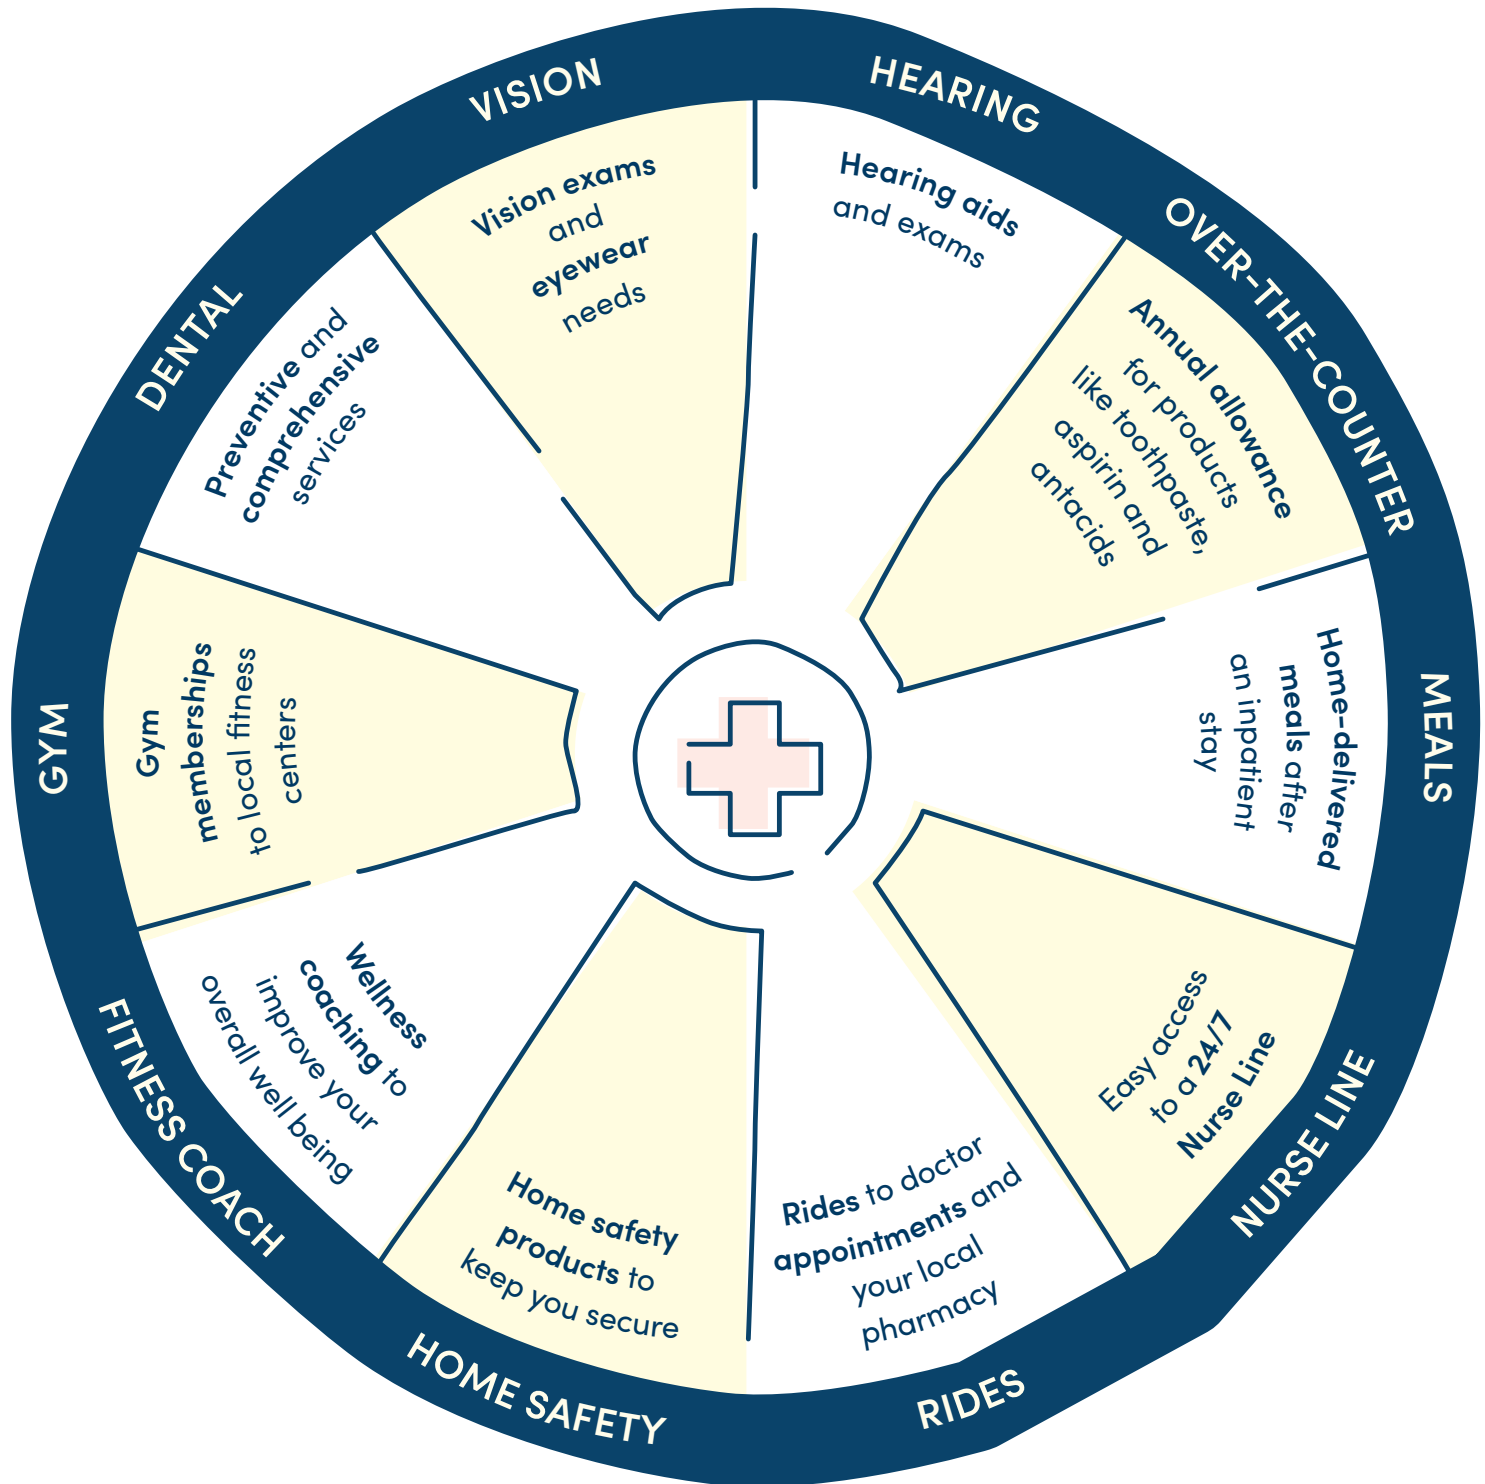 VISION
Vision exams
and
eyewear
needs
HEARING
Hearing aids
and exams
OVER-THE-COUNTER
Annual allowance
for products
like toothpaste,
aspirin and
antacids
MEALS
Home-delivered
meals after
an inpatient
stay
NURSE LINE
Easy access
to a 24/7
Nurse Line
RIDES
Rides to doctor
appointments and
your local
pharmacy
HOME SAFETY
Home safety
products to
keep you secure
FITNESS COACH
Wellness
coaching to
improve your
overall well being
GYM
Gym
memberships
to local fitness
centers
DENTAL
Preventive and
comprehensive
services